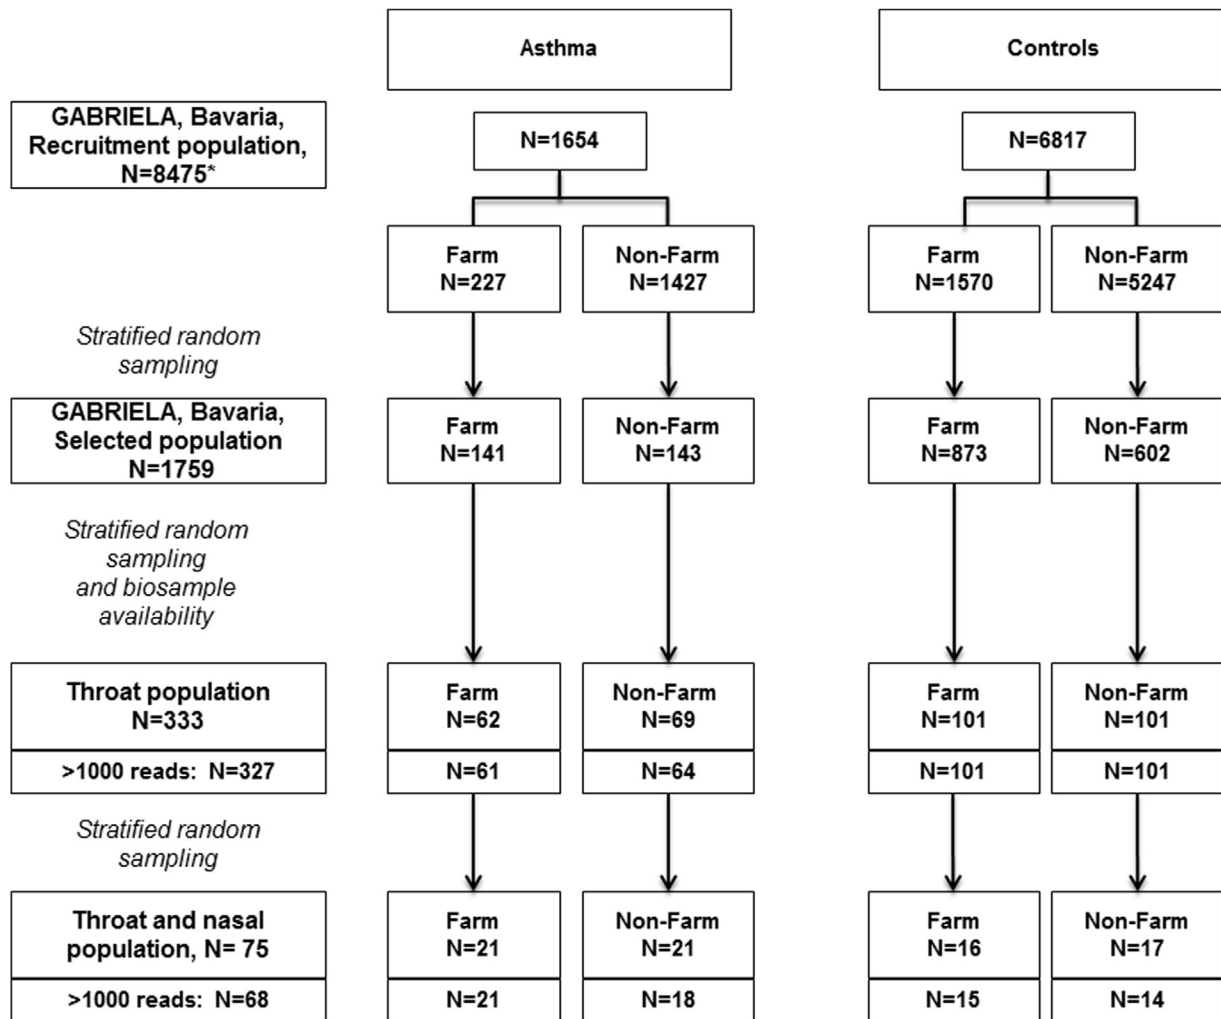 Asthma
Controls
GABRIELA, Bavaria,
Recruitment population,
N=8475*
N=1654
N=6817
Farm
N=227
Non-Farm
N=1427
Farm
N=1570
Non-Farm
N=5247
Stratified random
sampling
GABRIELA, Bavaria,
Selected population
N=1759
Farm
N=141
Non-Farm
N=143
Farm
N=873
Non-Farm
N=602
Stratified random
sampling
and biosample
availability
Throat population
N=333
Farm
N=62
Non-Farm
N=69
Farm
N=101
Non-Farm
N=101
>1000 reads: N=327
N=61
N=64
N=101
N=101
Stratified random
sampling
Throat and nasal
population, N= 75
Farm
N=21
Non-Farm
N=21
Farm
N=16
Non-Farm
N=17
>1000 reads: N=68
N=21
N=18
N=15
N=14